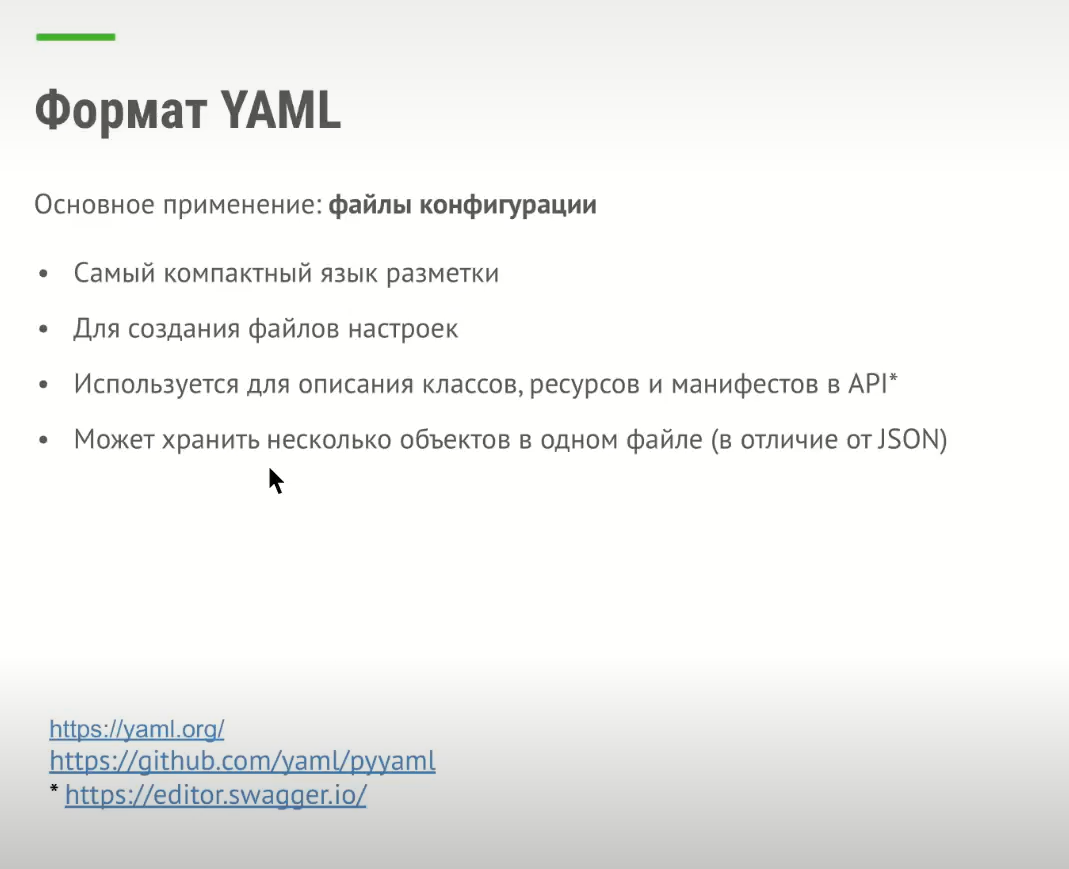 Формат YAML
Основное применение: файлы конфигурации
• Самый компактный язык разметки
• Для создания файлов настроек
• Используется для описания классов, ресурсов и манифестов в API*
• Может хранить несколько объектов в одном файле (в отличие от JSON)
https://yaml.org/
https://github.com/yaml/pyyaml
* https://editor.swagger.io/